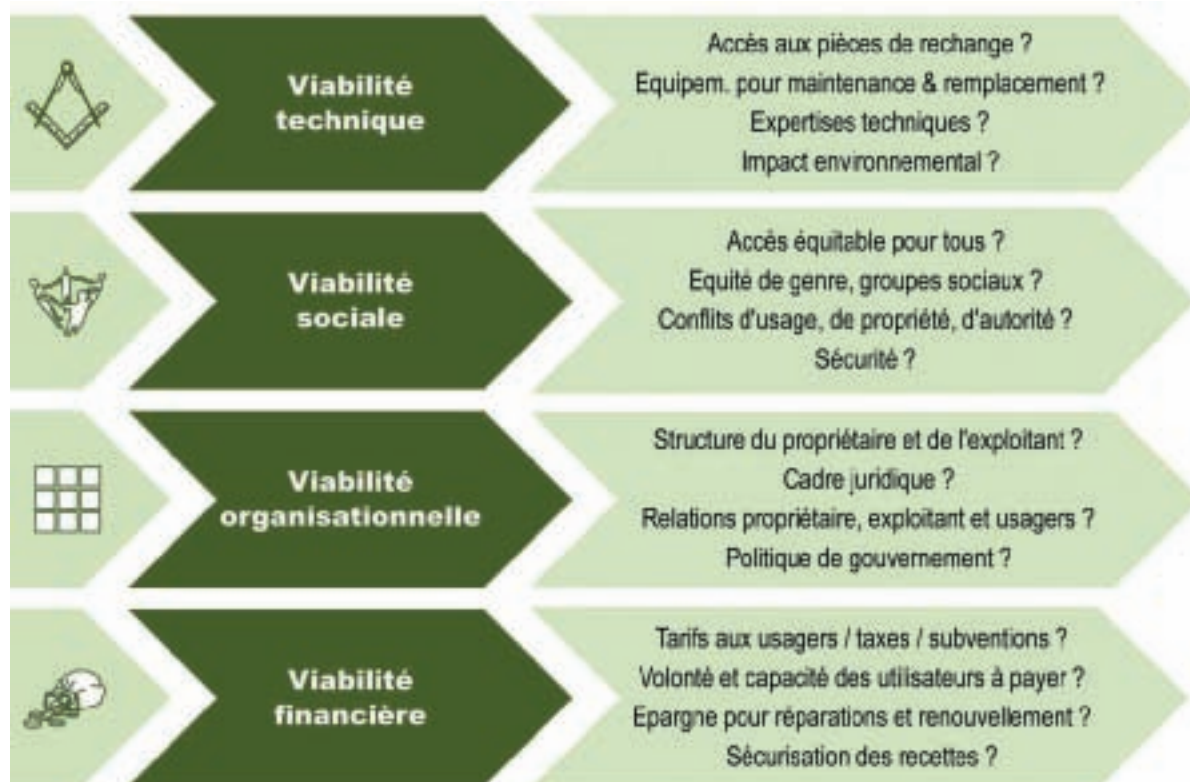 Viabilité
technique
Accès aux pièces de rechange ?
Equipem. pour maintenance & remplacement ?
Expertises techniques ?
Impact environnemental ?
Viabilité
sociale
Accès équitable pour tous ?
Equité de genre, groupes sociaux ?
Conflits d'usage, de propriété, d'autorité ?
Sécurité ?
Viabilité
organisationnelle
Structure du propriétaire et de l'exploitant ?
Cadre juridique ?
Relations propriétaire, exploitant et usagers ?
Politique de gouvernement ?
Viabilité
financière
Tarifs aux usagers / taxes / subventions ?
Volonté et capacité des utilisateurs à payer ?
Epargne pour réparations et renouvellement ?
Sécurisation des recettes ?